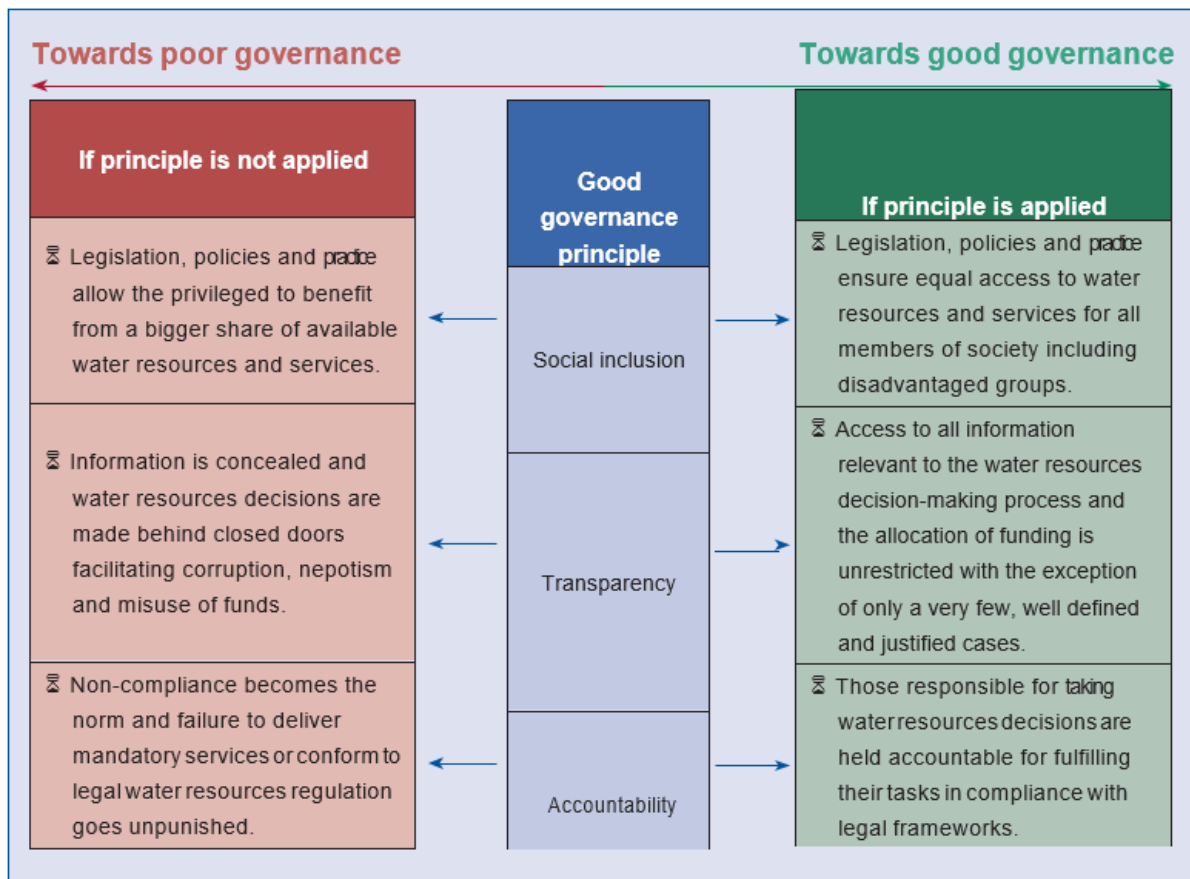 Towards poor governance
Towards good governance
If principle is not applied
Good
governance
principle
If principle is applied
Legislation, policies and practice
allow the privileged to benefit
from a bigger share of available
water resources and services.
Social inclusion
Legislation, policies and practice
ensure equal access to water
resources and services for all
members of society including
disadvantaged groups.
Information is concealed and
water resources decisions are
made behind closed doors
facilitating corruption, nepotism
and misuse of funds.
Transparency
Access to all information
relevant to the water resources
decision-making process and
the allocation of funding is
unrestricted with the exception
of only a very few, well defined
and justified cases.
Non-compliance becomes the
norm and failure to deliver
mandatory services or conform to
legal water resources regulation
goes unpunished.
Accountability
Those responsible for taking
water resources decisions are
held accountable for fulfilling
their tasks in compliance with
legal frameworks.